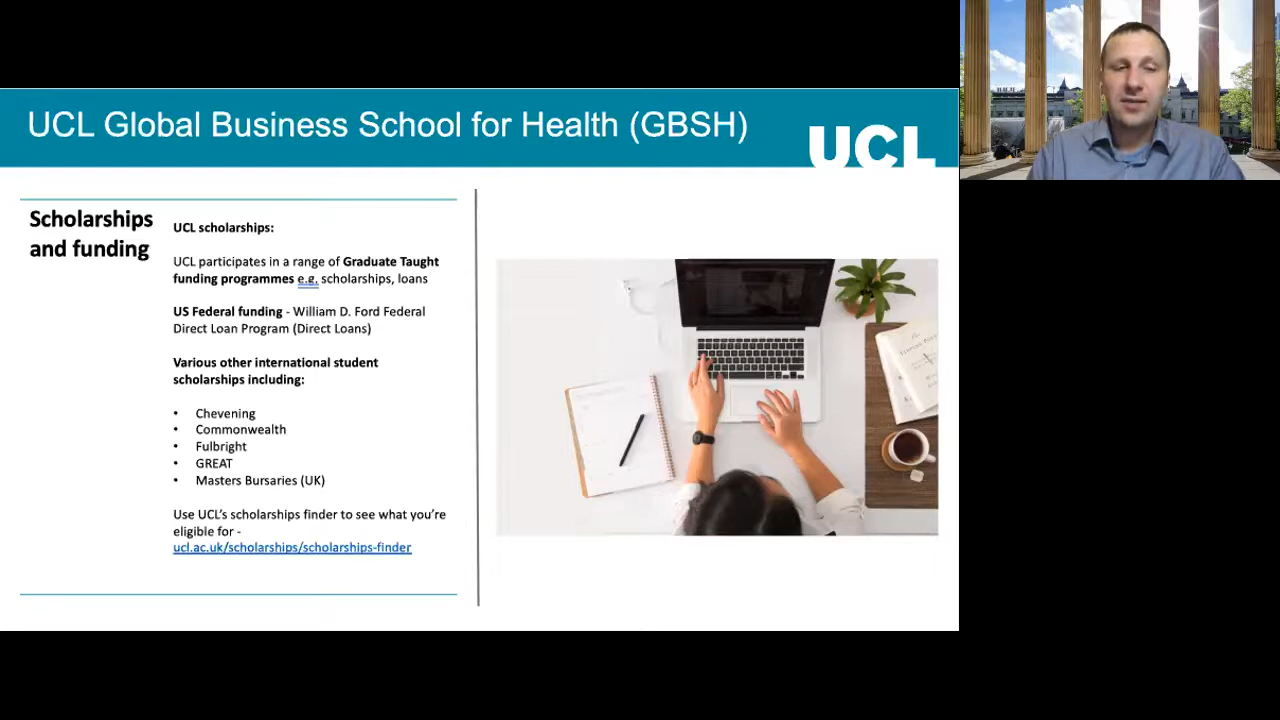 UCL Global Business School for Health (GBSH)
UCL
Scholarships
and funding
UCL scholarships:
UCL participates in a range of Graduate Taught
funding programmes e.g. scholarships, loans
US Federal funding - William D. Ford Federal
Direct Loan Program (Direct Loans)
Various other international student
scholarships including:
• Chevening
• Commonwealth
• Fulbright
• GREAT
• Masters Bursaries (UK)
Use UCL's scholarships finder to see what you're
eligible for -
ucl.ac.uk/scholarships/scholarships-finder